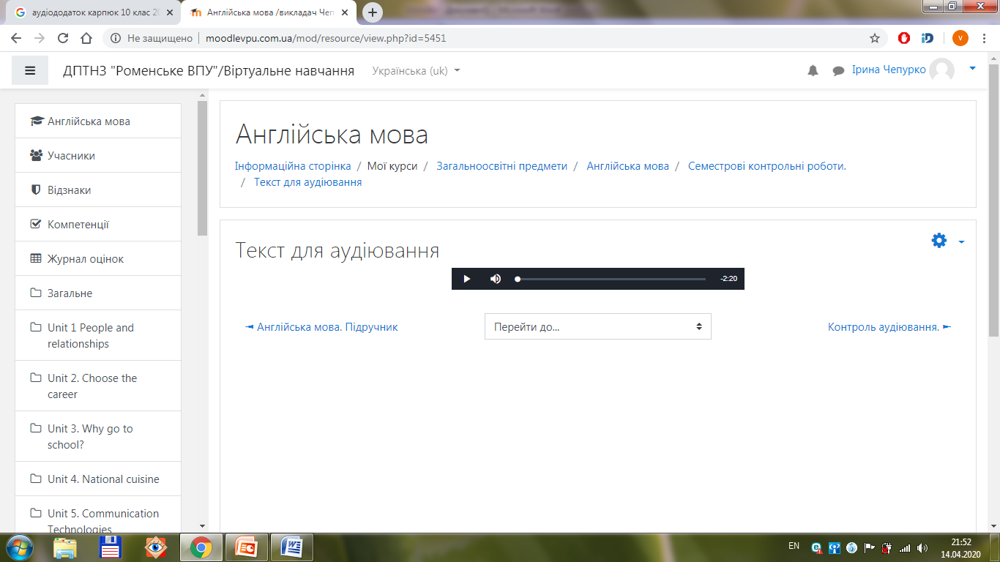 аудіододаток карпюк 10 клас 20
Англійська мова /викладач Чеп
Не защищено
moodlevpu.com.ua/mod/resource/view.php?id=5451
v
ДПТНЗ "Роменське ВПУ"/Віртуальне навчання
Українська (uk)
Ірина Чепурко
Англійська мова
Учасники
Відзнаки
Компетенції
Журнал оцінок
Загальне
Unit 1 People and
relationships
Unit 2. Choose the
career
Unit 3. Why go to
school?
Unit 4. National cuisine
Unit 5. Communication
Technologies
Англійська мова
Інформаційна сторінка / Мої курси / Загальноосвітні предмети / Англійська мова / Семестрові контрольні роботи.
/ Текст для аудіювання
Текст для аудіювання
-2:20
◄ Англійська мова. Підручник
Перейти до...
Контроль аудіювання. ►
EN
21:52
14.04.2020